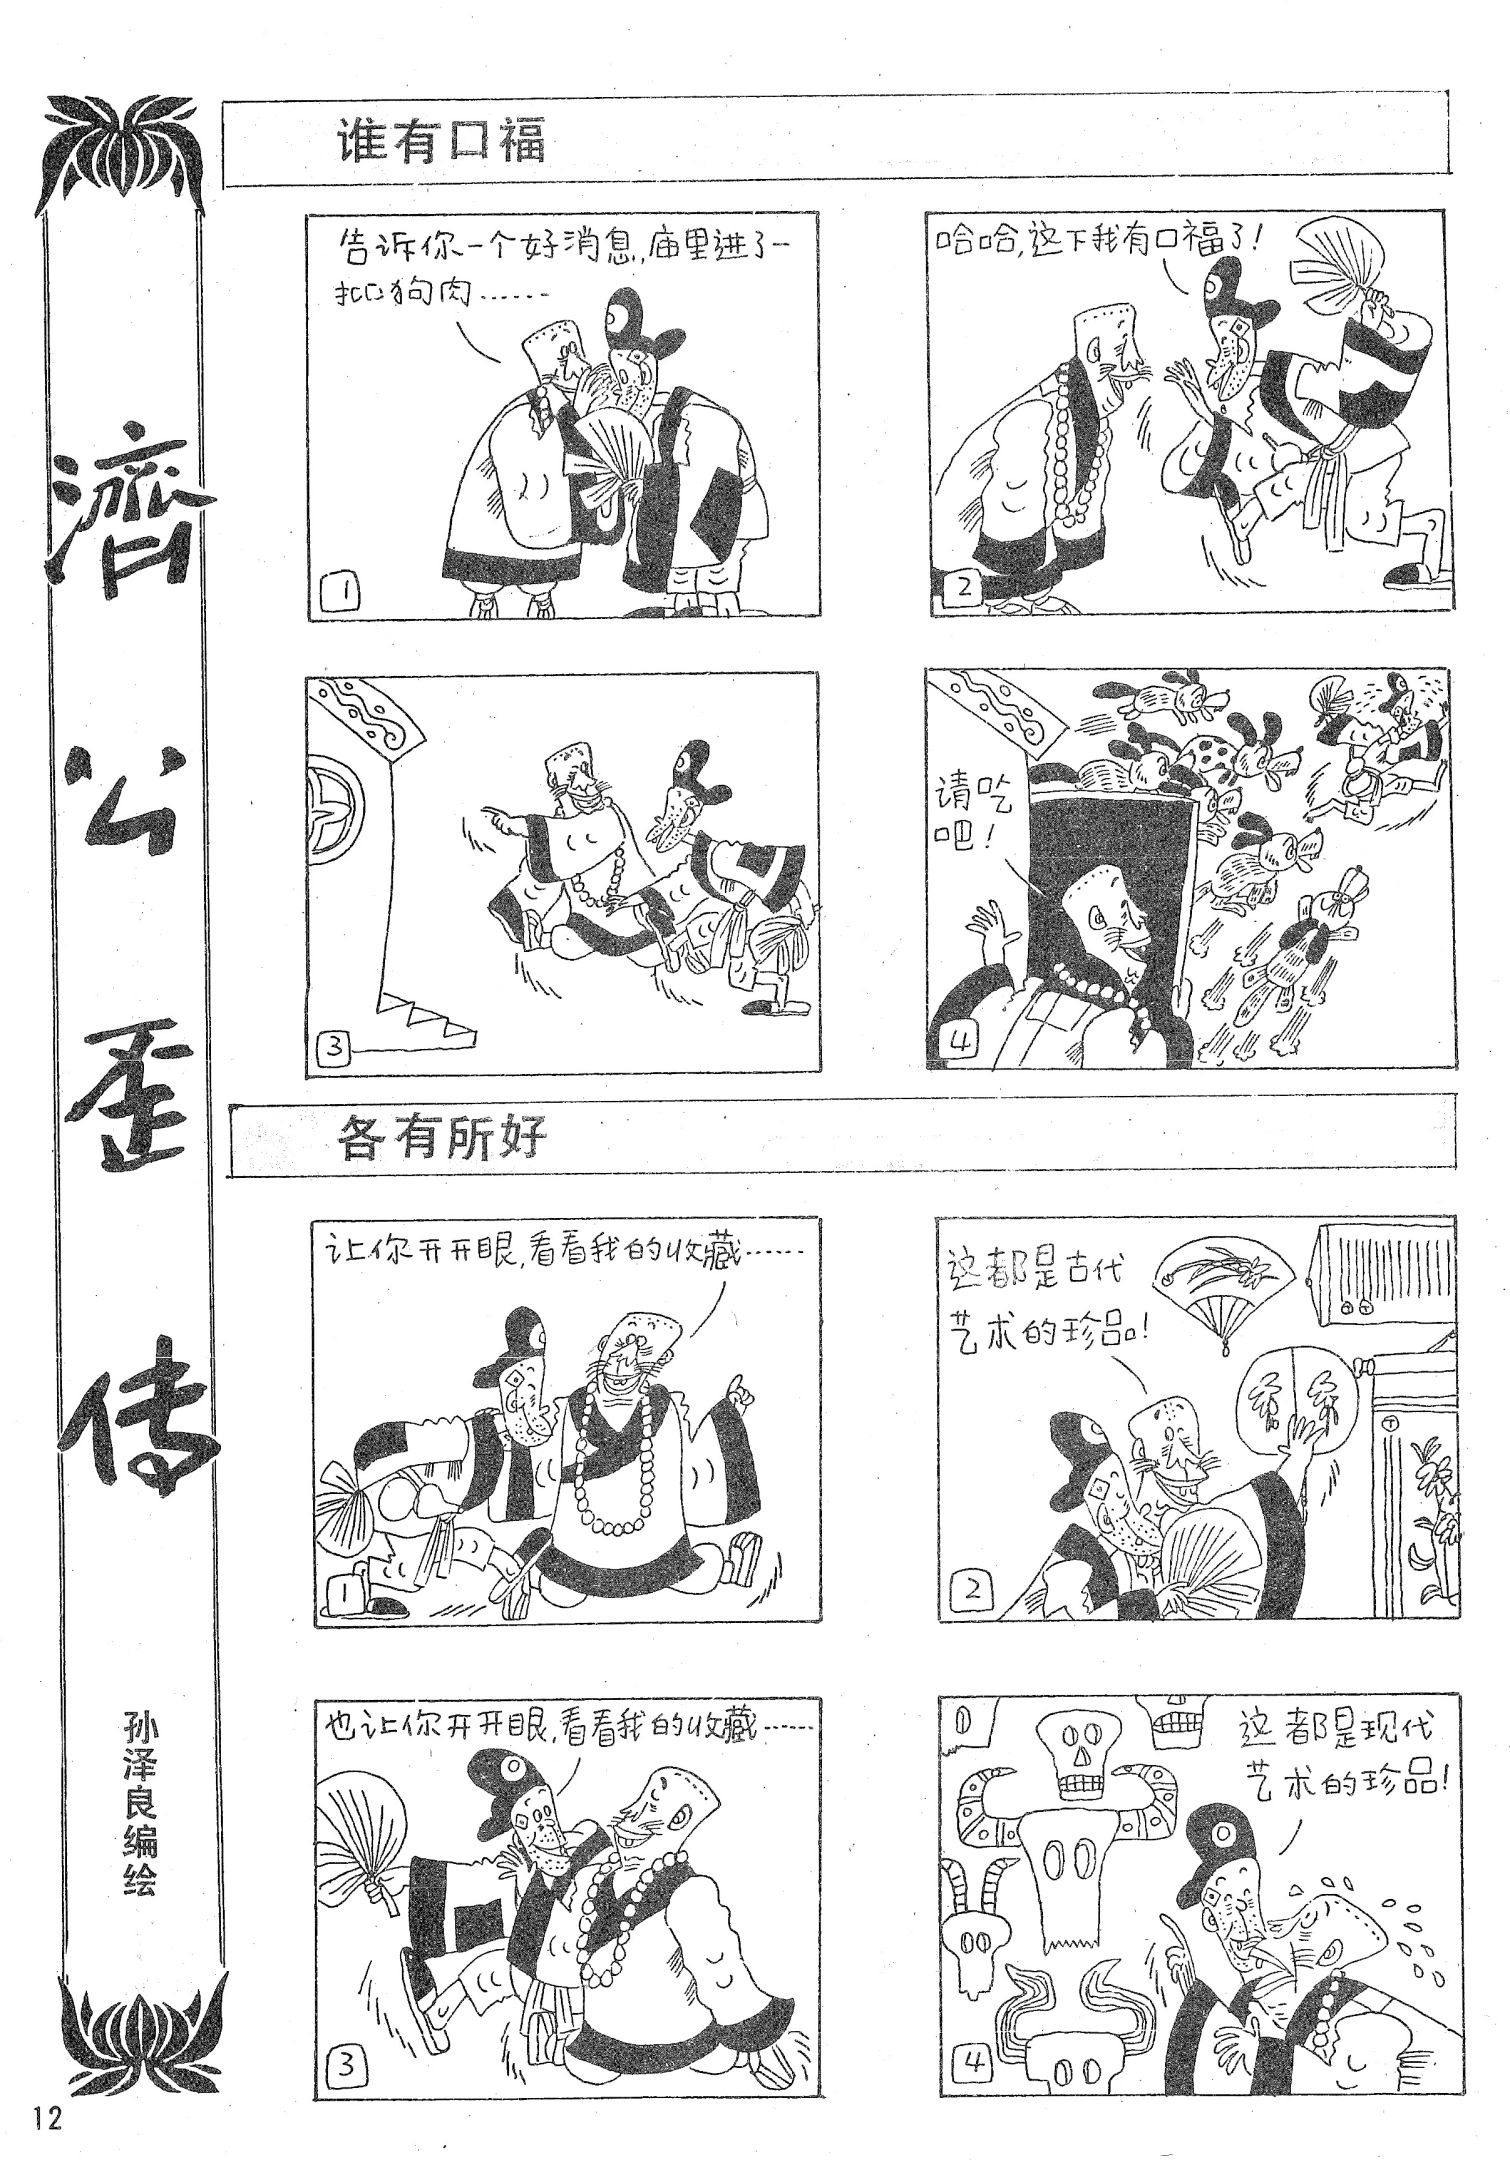 濟公歪传
孙泽良编绘
谁有口福
告诉你一个好消息,庙里进了一
批狗肉……
1
哈哈,这下我有口福了!
2
3
请吃
吧!
4
各有所好
让你开开眼,看看我的收藏……
1
这都是古代
艺术的珍品!
2
也让你开开眼,看看我的收藏……
3
这都是现代
艺术的珍品!
4
12